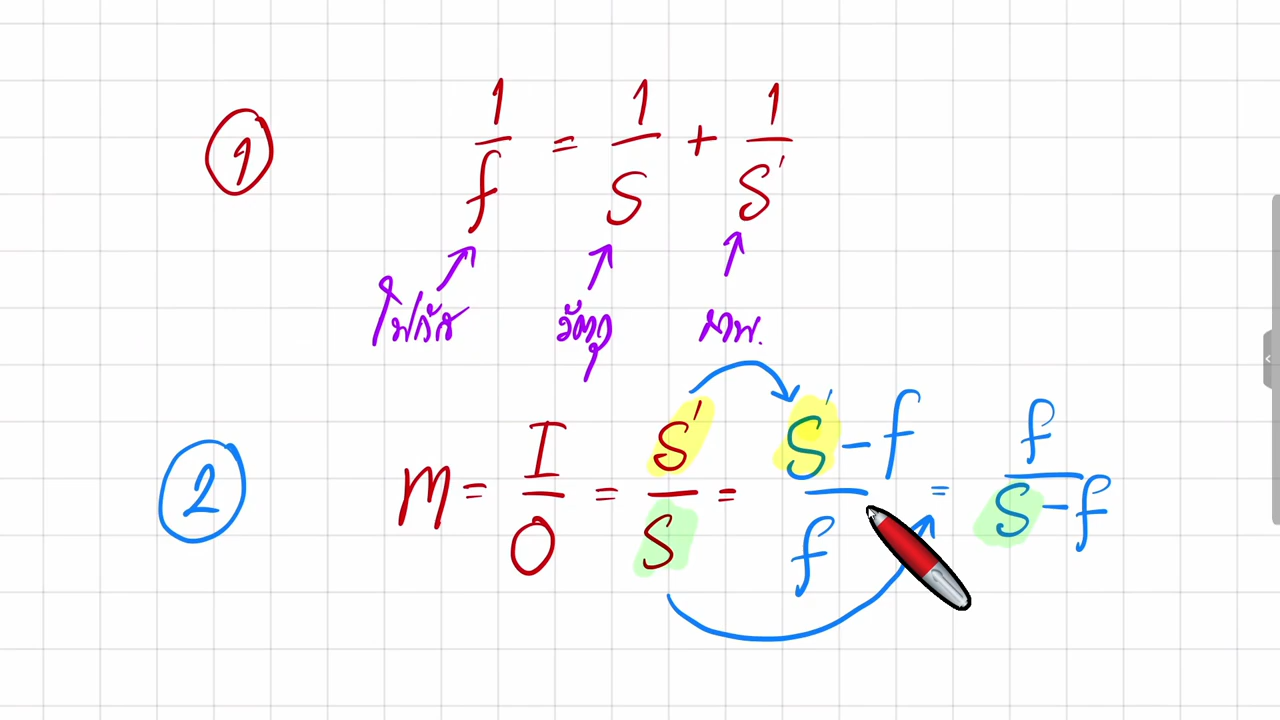 1 1/f = 1/S + 1/S'
โฟกัส วัตถุ ภาพ.
2 m = I/O = S'/S = S'-f/f = f/S-f